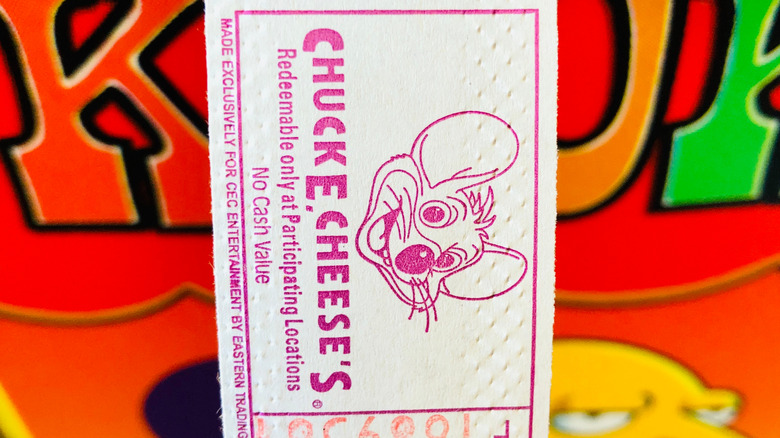 CHUCK E. CHEESE'S®
Redeemable only at Participating Locations
No Cash Value
MADE EXCLUSIVELY FOR CEC ENTERTAINMENT BY EASTERN TRADING